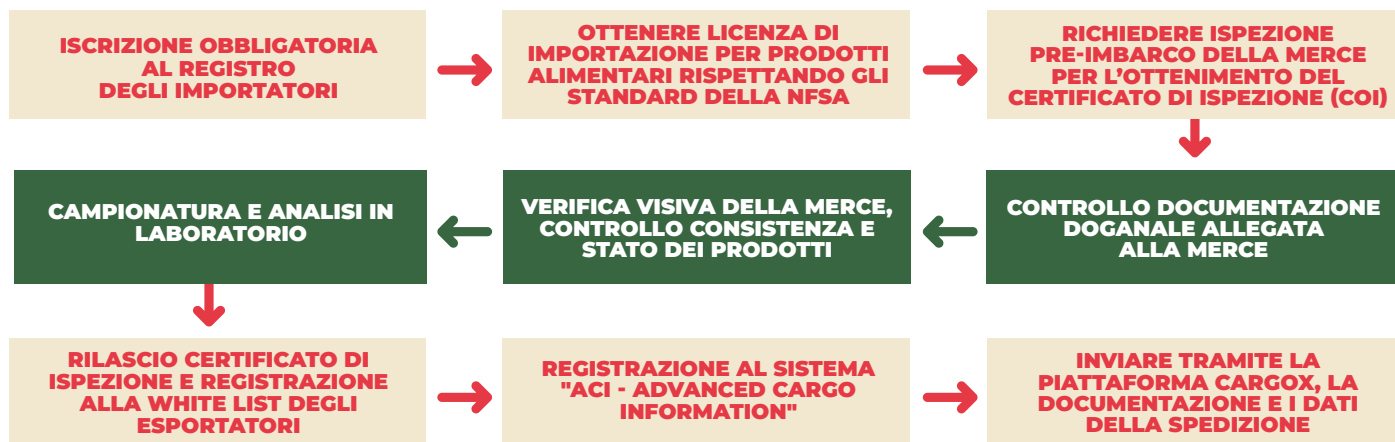 ISCRIZIONE OBBLIGATORIA
AL REGISTRO
DEGLI IMPORTATORI
OTTENERE LICENZA DI
IMPORTAZIONE PER PRODOTTI
ALIMENTARI RISPETTANDO GLI
STANDARD DELLA NFSA
RICHIEDERE ISPEZIONE
PRE-IMBARCO DELLA MERCE
PER L'OTTENIMENTO DEL
CERTIFICATO DI ISPEZIONE (COI)
CONTROLLO DOCUMENTAZIONE
DOGANALE ALLEGATA
ALLA MERCE
VERIFICA VISIVA DELLA MERCE,
CONTROLLO CONSISTENZA E
STATO DEI PRODOTTI
CAMPIONATURA E ANALISI IN
LABORATORIO
RILASCIO CERTIFICATO DI
ISPEZIONE E REGISTRAZIONE
ALLA WHITE LIST DEGLI
ESPORTATORI
REGISTRAZIONE AL SISTEMA
"ACI - ADVANCED CARGO
INFORMATION"
INVIARE TRAMITE LA
PIATTAFORMA CARGOX, LA
DOCUMENTAZIONE E I DATI
DELLA SPEDIZIONE